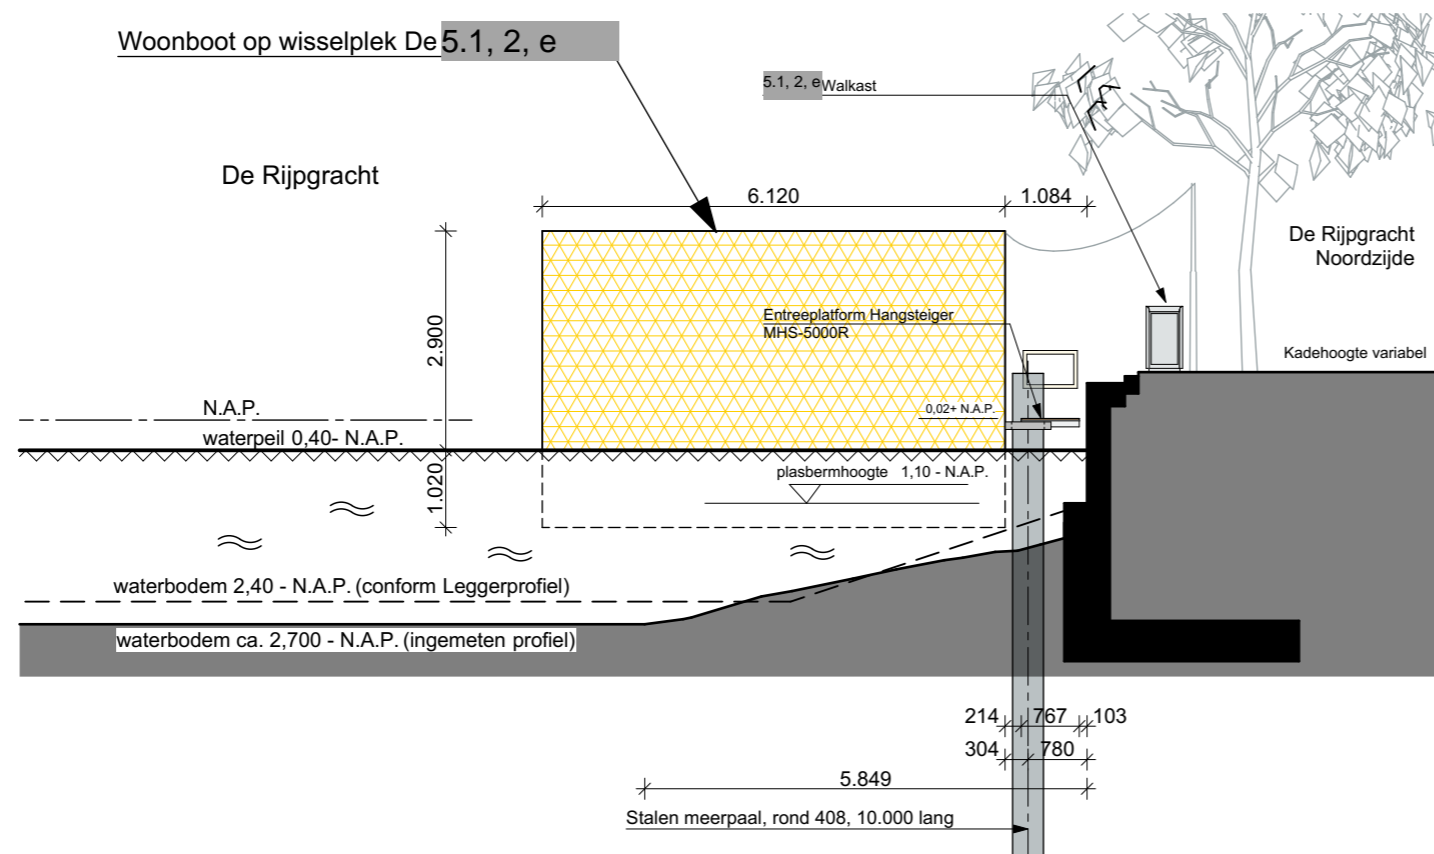 Woonboot op wisselplek De 5.1, 2, e
5.1, 2, e Walkast
De Rijpgracht
6.120
1.084
De Rijpgracht
Noordzijde
Entreeplatform Hangsteiger
MHS-5000R
2.900
Kadehoogte variabel
N.A.P.
0,02+ N.A.P.
waterpeil 0,40- N.A.P.
plasbermhoogte 1,10 - N.A.P.
1.020
waterbodem 2,40 - N.A.P. (conform Leggerprofiel)
waterbodem ca. 2,700 - N.A.P. (ingemeten profiel)
214 767 103
304 780
5.849
Stalen meerpaal, rond 408, 10.000 lang